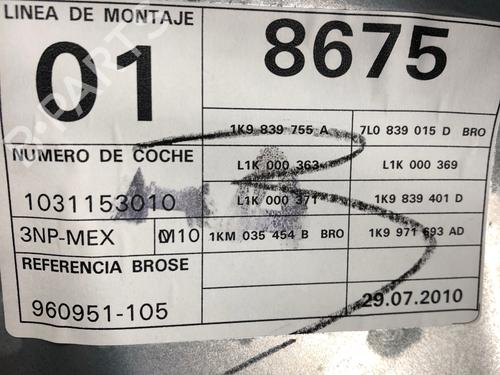 LINEA DE MONTAJE
01
8675
1K9 839 755 A
7L0 839 015 D BRO
NUMERO DE COCHE
L1K 000 363
L1K 000 369
1031153010
L1K 000 371
1K9 839 401 D
3NP-MEX
M10
1KM 035 454 B BRO
1K9 971 693 AD
REFERENCIA BROSE
960951-105
29.07.2010